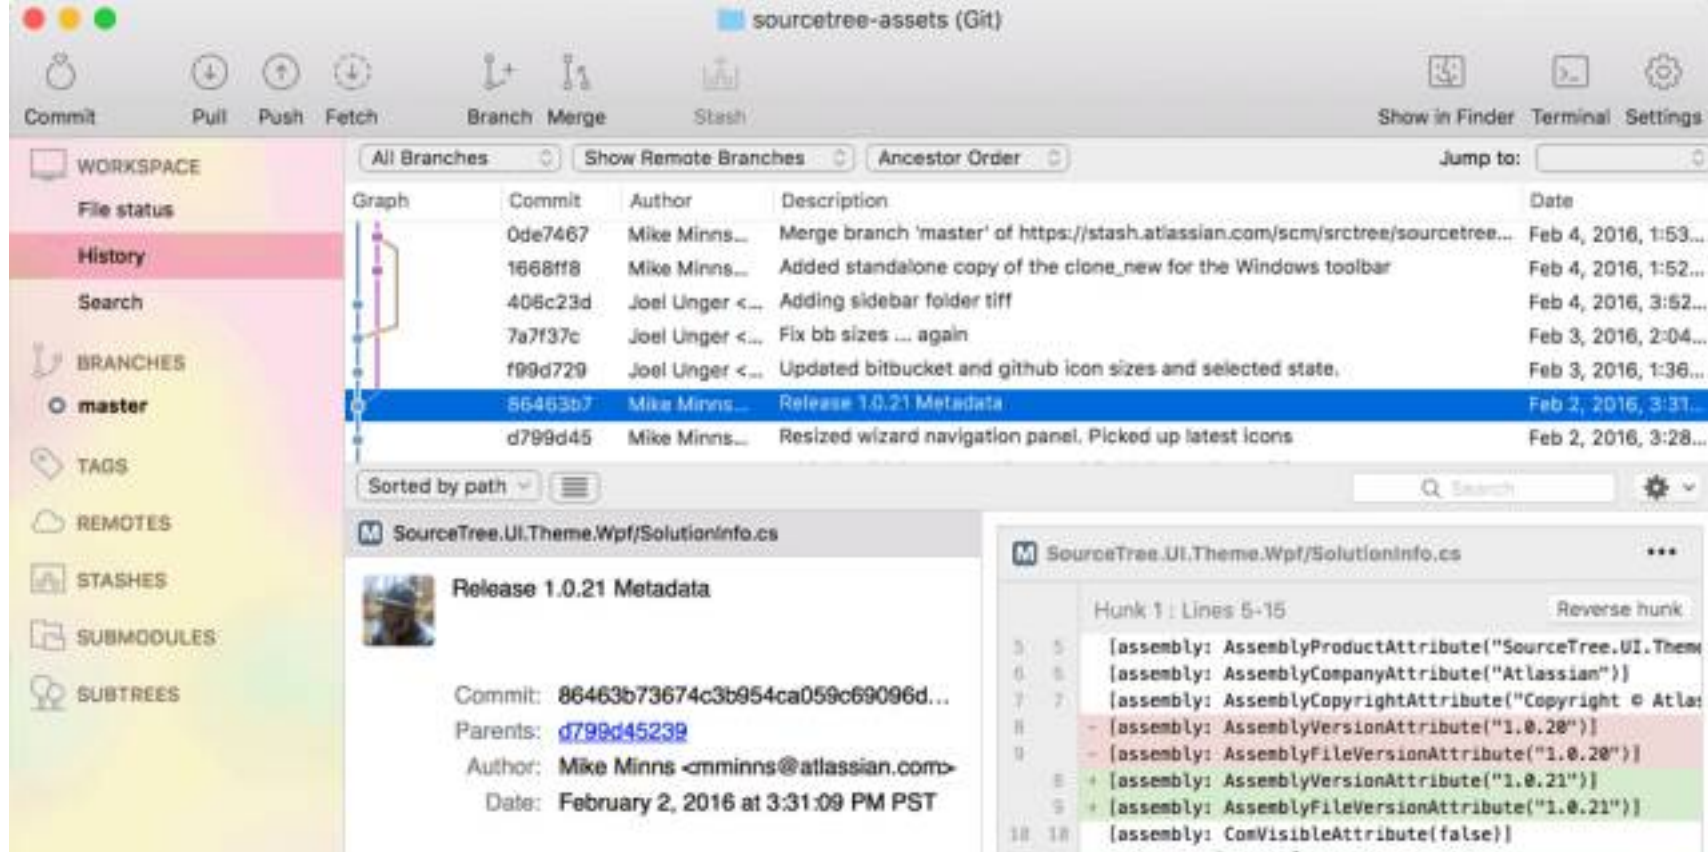 sourcetree-assets (Git)
Commit Pull Push Fetch Branch Merge Stash Show in Finder Terminal Settings
WORKSPACE
File status
History
Search
BRANCHES
master
TAGS
REMOTES
STASHES
SUBMODULES
SUBTREES
All Branches Show Remote Branches Ancestor Order Jump to:
Graph Commit Author Description Date
0de7467 Mike Minns... Merge branch 'master' of https://stash.atlassian.com/scm/srctree/sourcetree... Feb 4, 2016, 1:53...
1668ff8 Mike Minns... Added standalone copy of the clone_new for the Windows toolbar Feb 4, 2016, 1:52...
406c23d Joel Unger <... Adding sidebar folder tiff Feb 4, 2016, 3:52...
7a7f37c Joel Unger <... Fix bb sizes ... again Feb 3, 2016, 2:04...
f99d729 Joel Unger <... Updated bitbucket and github icon sizes and selected state. Feb 3, 2016, 1:36...
86463b7 Mike Minns... Release 1.0.21 Metadata Feb 2, 2016, 3:31...
d799d45 Mike Minns... Resized wizard navigation panel. Picked up latest icons Feb 2, 2016, 3:28...
Sorted by path Search
SourceTree.UI.Theme.Wpf/SolutionInfo.cs
Release 1.0.21 Metadata
Commit: 86463b73674c3b954ca059c69096d...
Parents: d799d45239
Author: Mike Minns <mminns@atlassian.com>
Date: February 2, 2016 at 3:31:09 PM PST
SourceTree.UI.Theme.Wpf/SolutionInfo.cs
Hunk 1 : Lines 5-15 Reverse hunk
5 5 [assembly: AssemblyProductAttribute("SourceTree.UI.Theme
6 6 [assembly: AssemblyCompanyAttribute("Atlassian")]
7 7 [assembly: AssemblyCopyrightAttribute("Copyright © Atlas
8 - [assembly: AssemblyVersionAttribute("1.0.20")]
9 - [assembly: AssemblyFileVersionAttribute("1.0.20")]
8 + [assembly: AssemblyVersionAttribute("1.0.21")]
9 + [assembly: AssemblyFileVersionAttribute("1.0.21")]
10 10 [assembly: ComVisibleAttribute(false)]